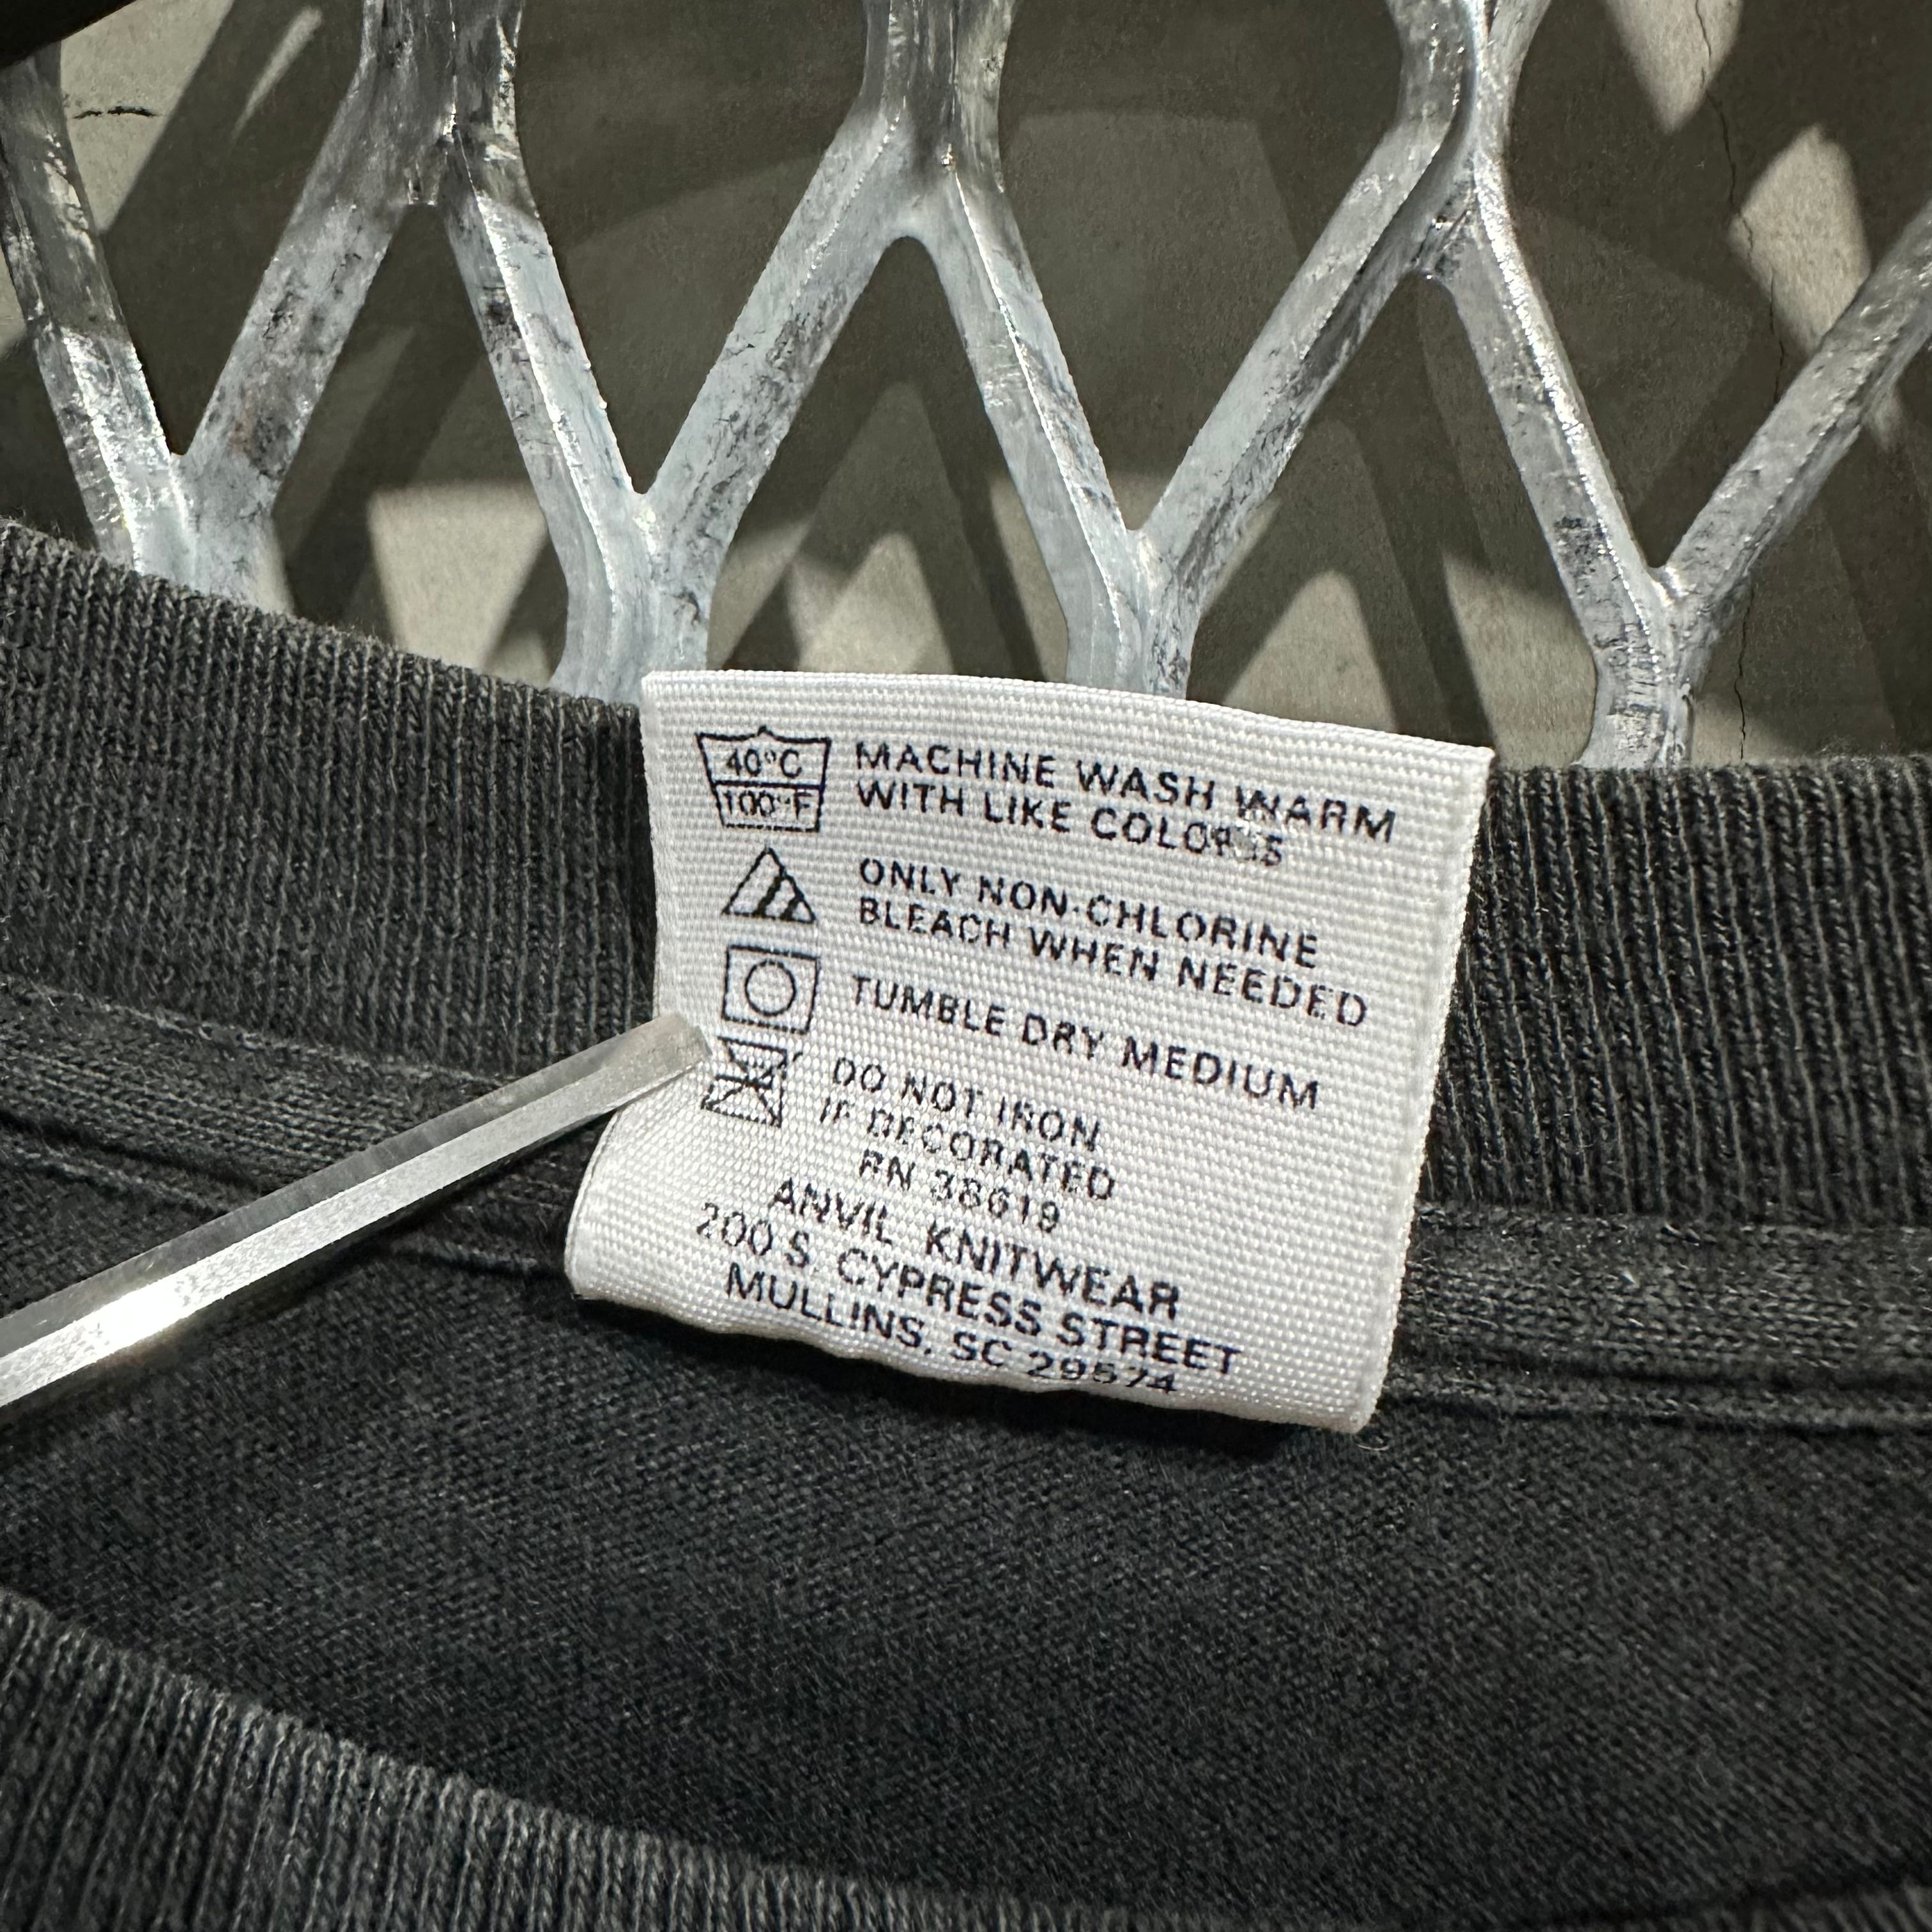 40°C
100°F
MACHINE WASH WARM
WITH LIKE COLORS
ONLY NON-CHLORINE
BLEACH WHEN NEEDED
TUMBLE DRY MEDIUM
DO NOT IRON
IF DECORATED
RN 38619
ANVIL KNITWEAR
200 S. CYPRESS STREET
MULLINS, SC 29574